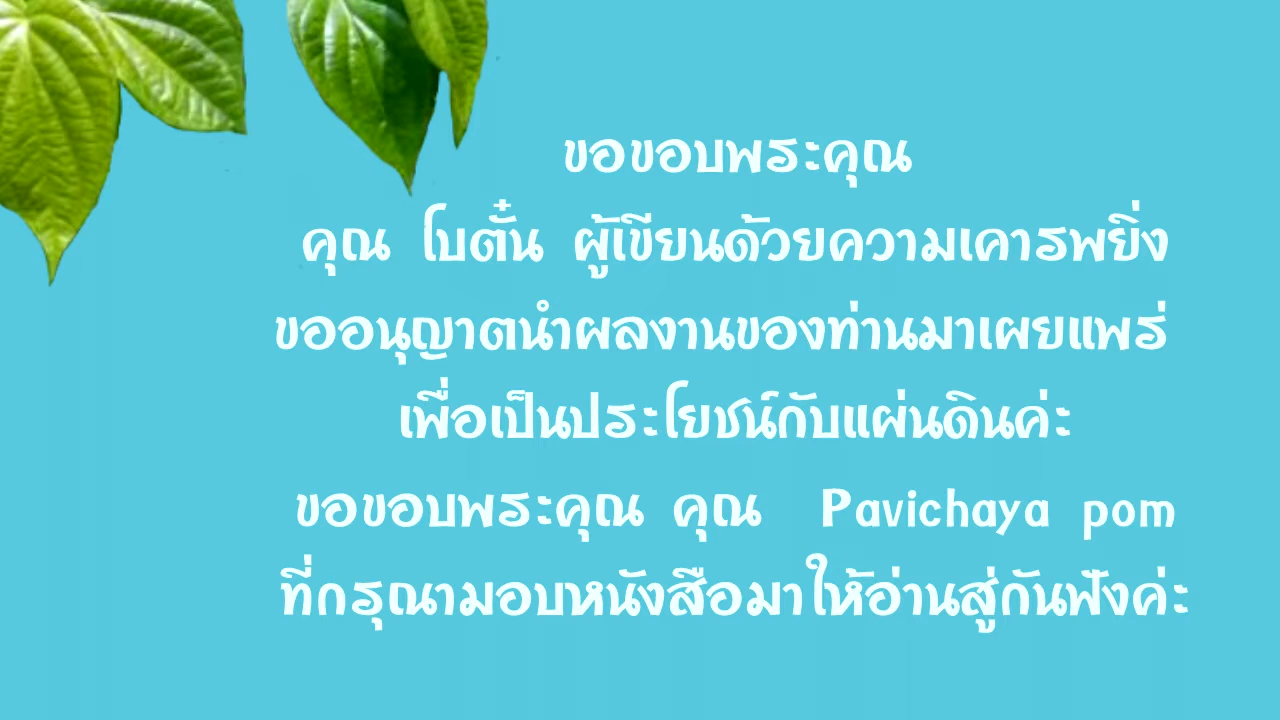 ขอขอบพระคุณ
คุณ โบตั๋น ผู้เขียนด้วยความเคารพยิ่ง
ขออนุญาตนำผลงานของท่านมาเผยแพร่
เพื่อเป็นประโยชน์กับแผ่นดินค่ะ
ขอขอบพระคุณ คุณ Pavichaya pom
ที่กรุณามอบหนังสือมาให้อ่านสู่กันฟังค่ะ